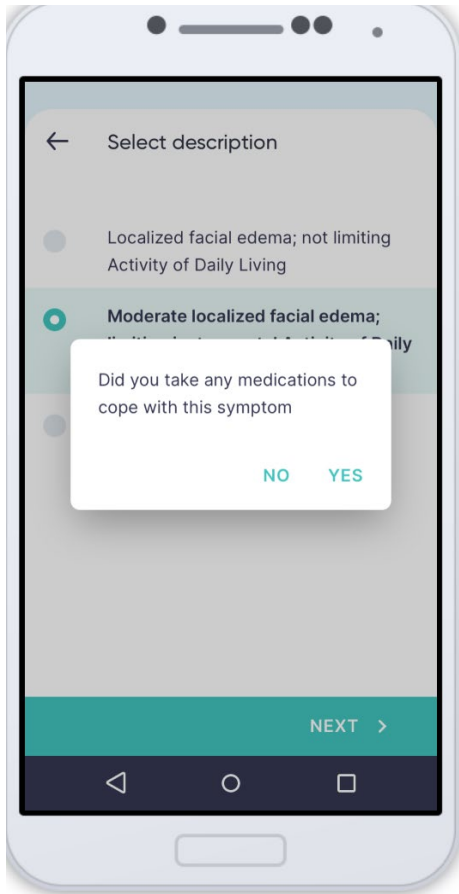 Select description
Localized facial edema; not limiting
Activity of Daily Living
Moderate localized facial edema;
Did you take any medications to
cope with this symptom
NO YES
NEXT >